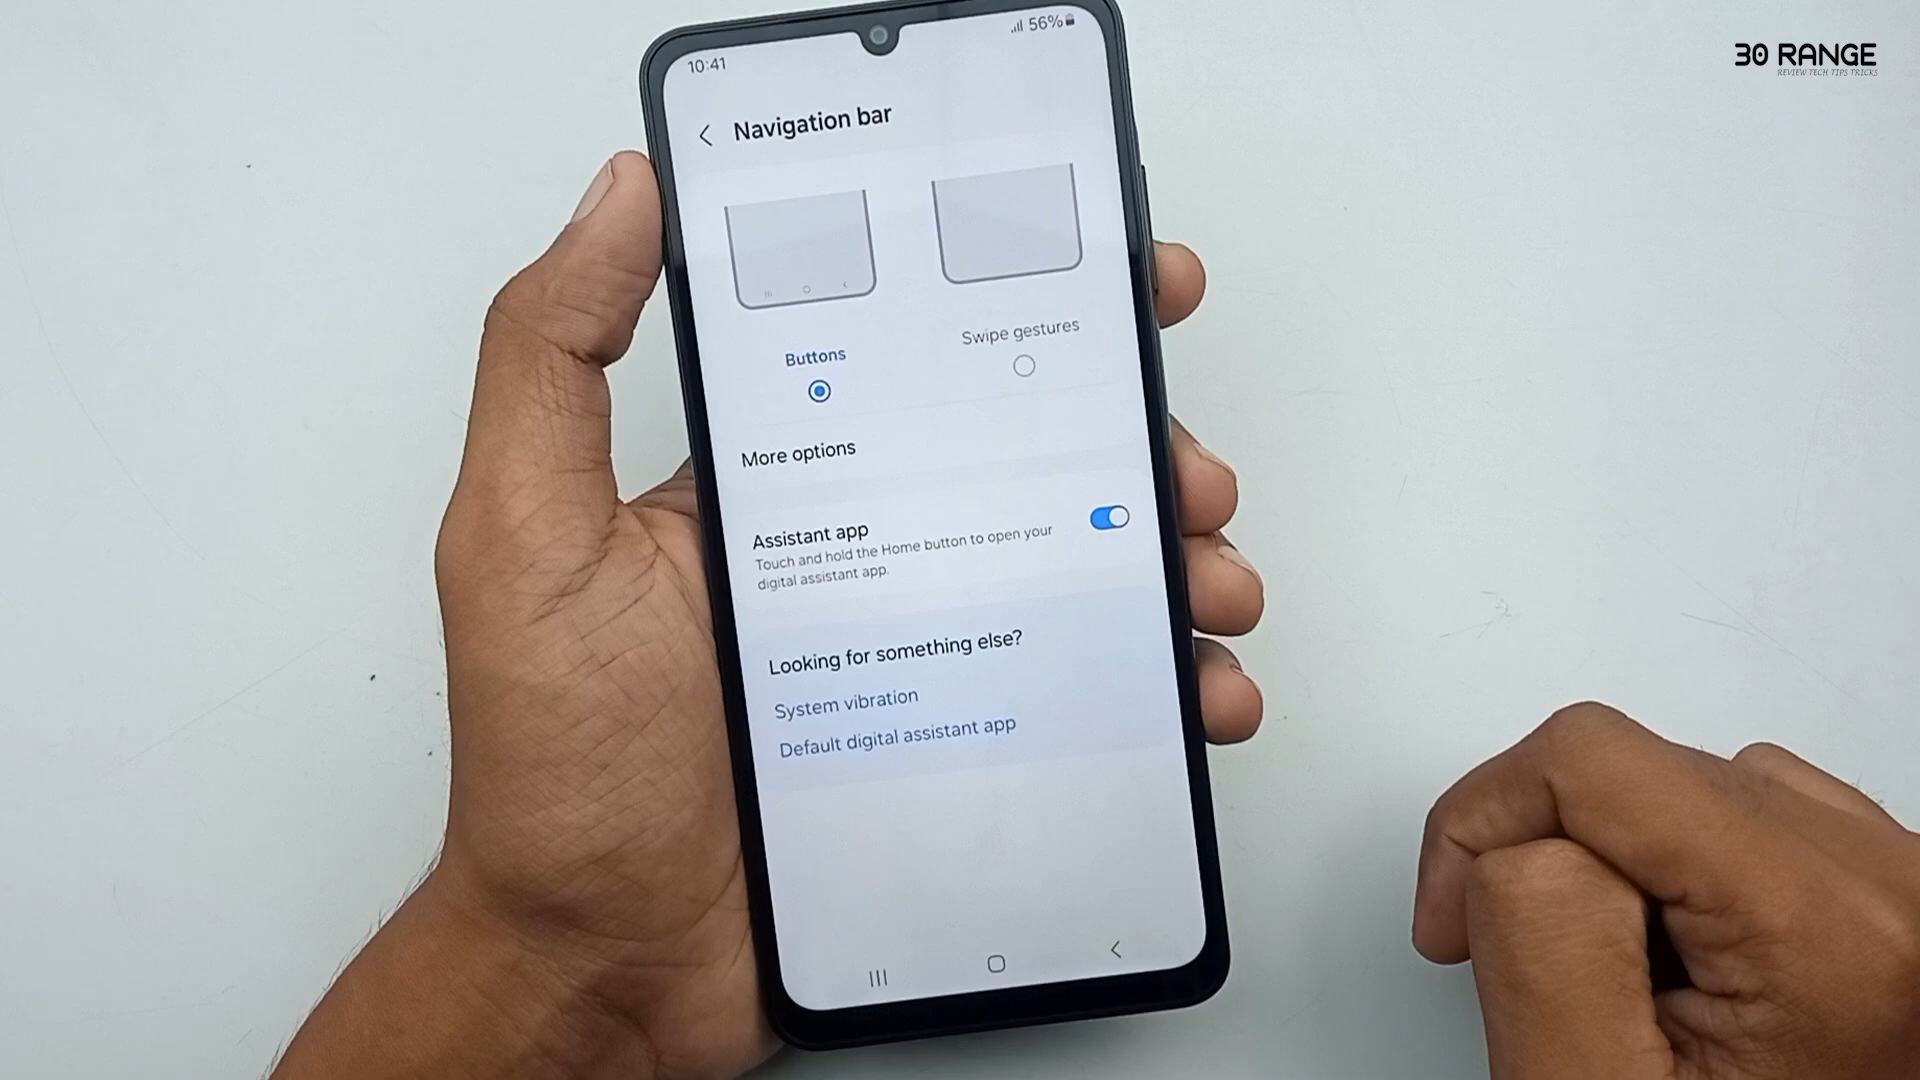 30 RANGE
REVIEW TECH TIPS TRICKS
10:41
56%
Navigation bar
Buttons
Swipe gestures
More options
Assistant app
Touch and hold the Home button to open your
digital assistant app.
Looking for something else?
System vibration
Default digital assistant app